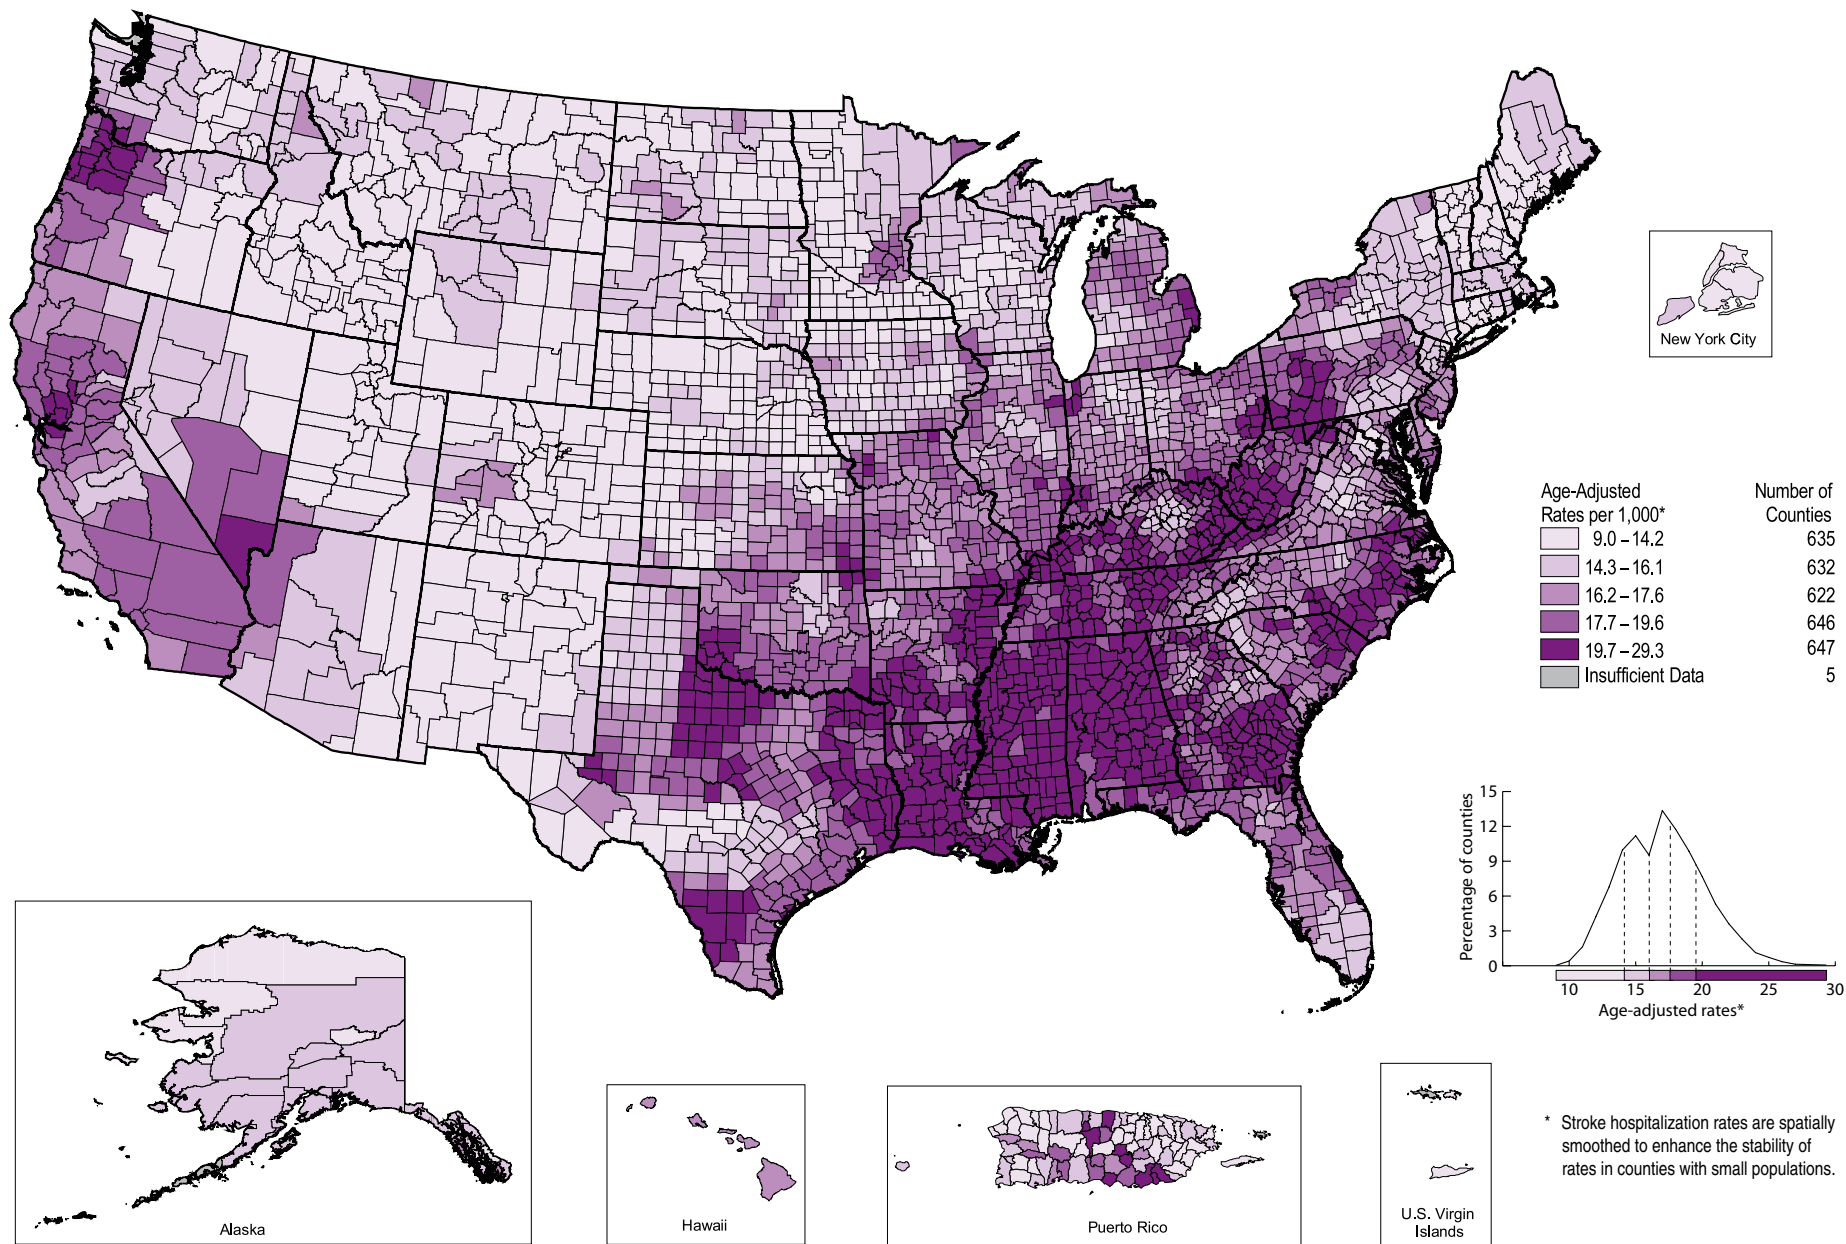 New York City
Age-Adjusted Number of
Rates per 1,000* Counties
9.0 – 14.2 635
14.3 – 16.1 632
16.2 – 17.6 622
17.7 – 19.6 646
19.7 – 29.3 647
Insufficient Data 5
Percentage of counties
15
12
9
6
3
0
10 15 20 25 30
Age-adjusted rates*
Alaska
Hawaii
Puerto Rico
U.S. Virgin
Islands
* Stroke hospitalization rates are spatially
smoothed to enhance the stability of
rates in counties with small populations.